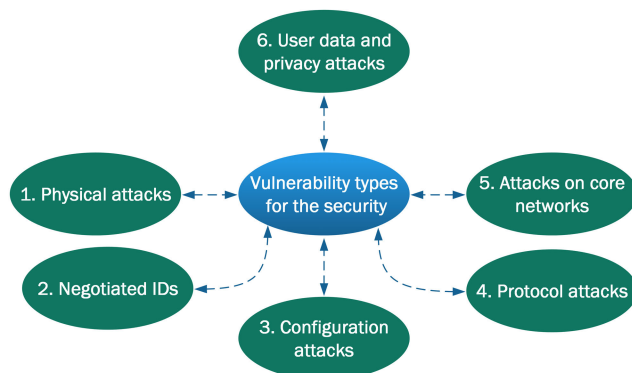 6. User data and
privacy attacks
1. Physical attacks
Vulnerability types
for the security
5. Attacks on core
networks
2. Negotiated IDs
4. Protocol attacks
3. Configuration
attacks